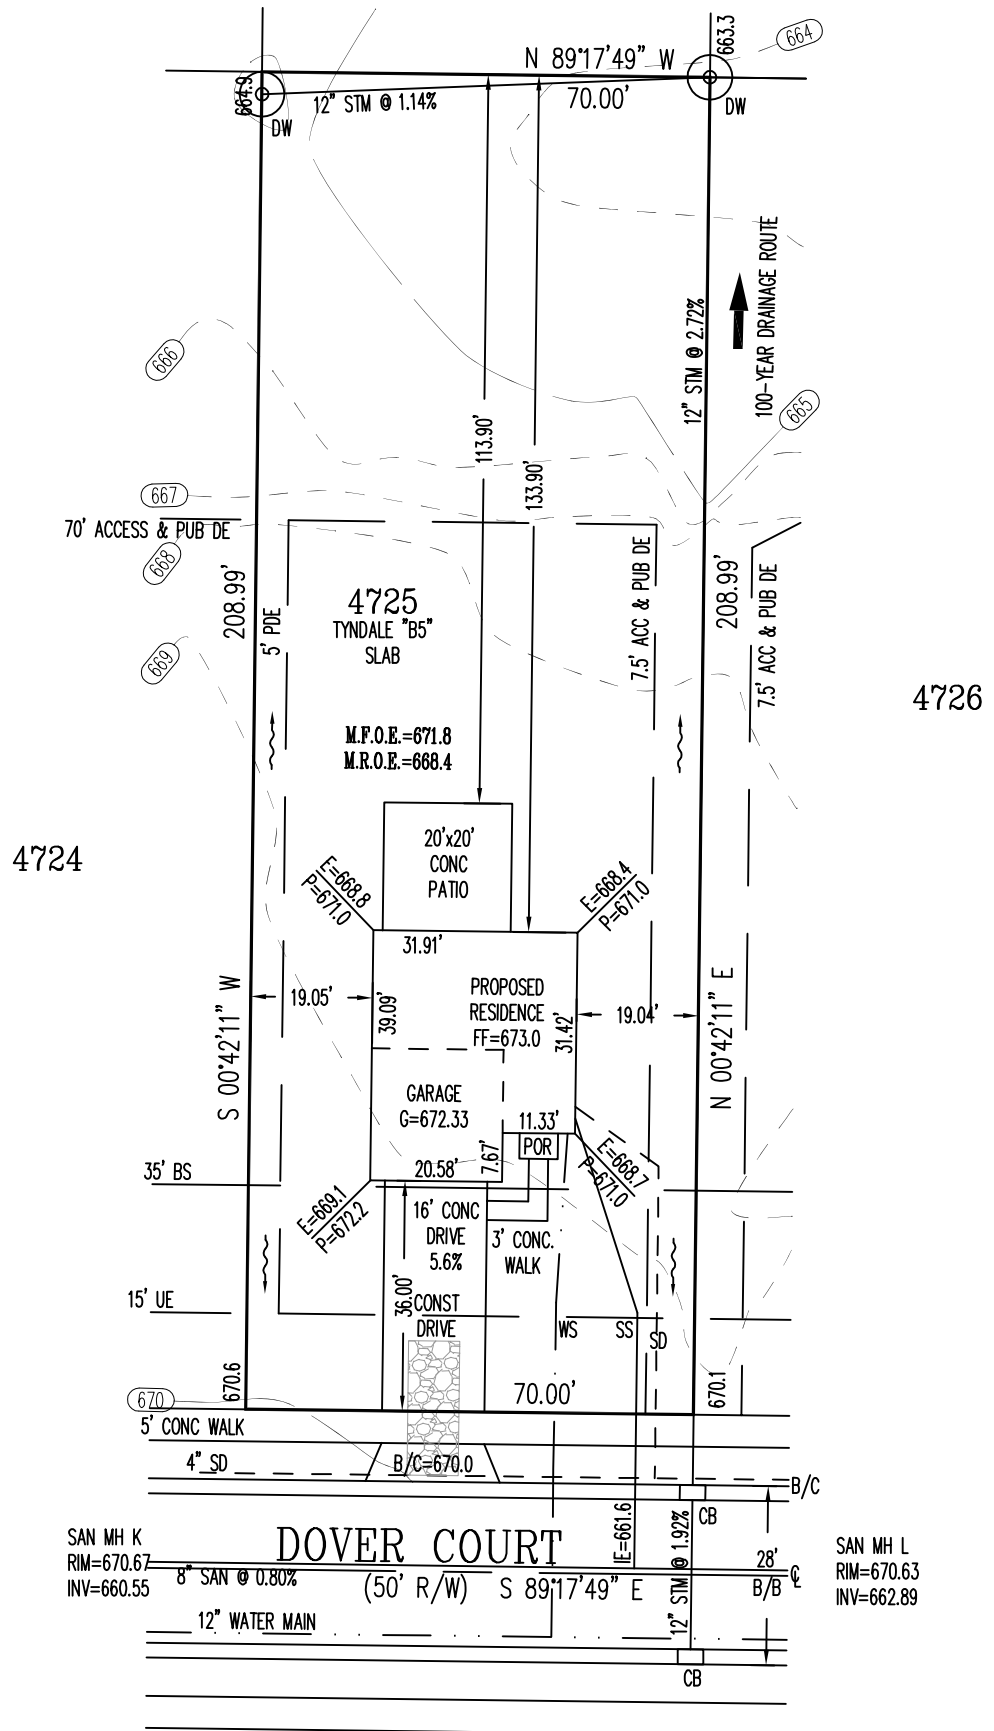 663.3
664
N 89°17'49" W
664.9
12" STM @ 1.14%
70.00'
DW
DW
100-YEAR DRAINAGE ROUTE
12" STM @ 2.72%
666
665
113.90'
133.90'
667
70' ACCESS & PUB DE
668
208.99'
5' PDE
4725
TYNDALE "B5"
SLAB
7.5' ACC & PUB DE
208.99'
7.5' ACC & PUB DE
669
4726
M.F.O.E.=671.8
M.R.O.E.=668.4
4724
20'x20'
CONC
PATIO
E=668.8
P=671.0
E=668.4
P=671.0
31.91'
S 00°42'11" W
19.05'
39.09'
PROPOSED
RESIDENCE
FF=673.0
31.42'
19.04'
N 00°42'11" E
GARAGE
G=672.33
11.33'
POR
7.67'
20.58'
E=668.7
P=671.0
35' BS
E=669.1
P=672.2
16' CONC
DRIVE
5.6%
3' CONC.
WALK
36.00'
15' UE
CONST
DRIVE
WS
SS
SD
670.6
70.00'
670.1
670
5' CONC WALK
4" SD
B/C=670.0
B/C
CB
SAN MH K
RIM=670.67
INV=660.55
DOVER COURT
8" SAN @ 0.80%
(50' R/W) S 89°17'49" E
IE=661.6
12" STM @ 1.92%
28'
B/B
CL
SAN MH L
RIM=670.63
INV=662.89
12" WATER MAIN
CB